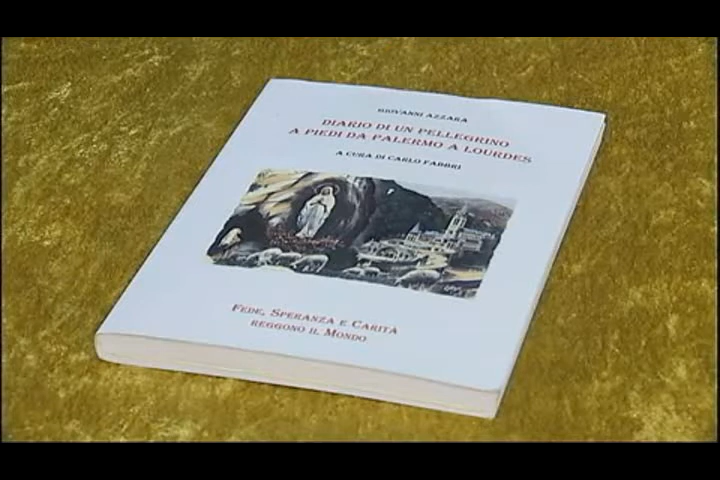 GIOVANNI AZZARA
DIARIO DI UN PELLEGRINO
A PIEDI DA PALERMO A LOURDES
A CURA DI CARLO FABBRI
FEDE, SPERANZA E CARITÀ
REGGONO IL MONDO